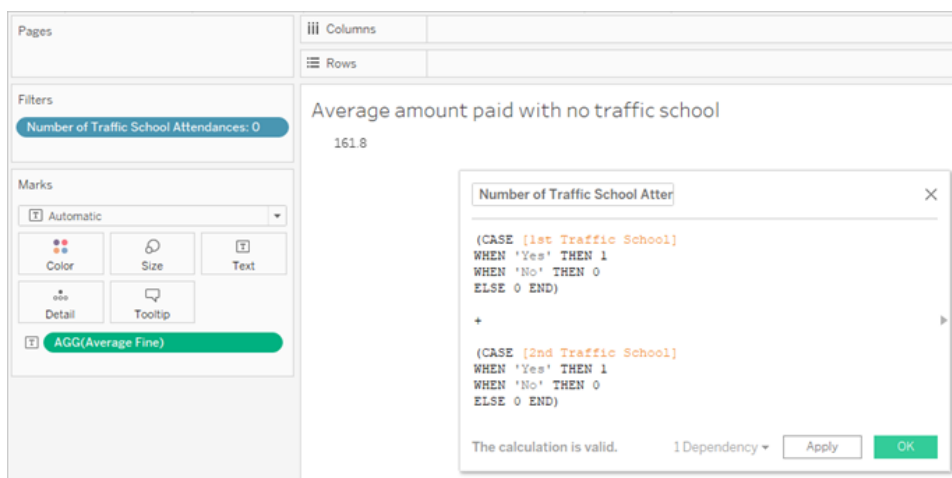 Pages
Columns
Rows
Filters
Number of Traffic School Attendances: 0
Average amount paid with no traffic school
161.8
Marks
Automatic
Color
Size
Text
Detail
Tooltip
AGG(Average Fine)
Number of Traffic School Atter
(CASE [1st Traffic School]
WHEN 'Yes' THEN 1
WHEN 'No' THEN 0
ELSE 0 END)
+
(CASE [2nd Traffic School]
WHEN 'Yes' THEN 1
WHEN 'No' THEN 0
ELSE 0 END)
The calculation is valid.
1 Dependency
Apply
OK